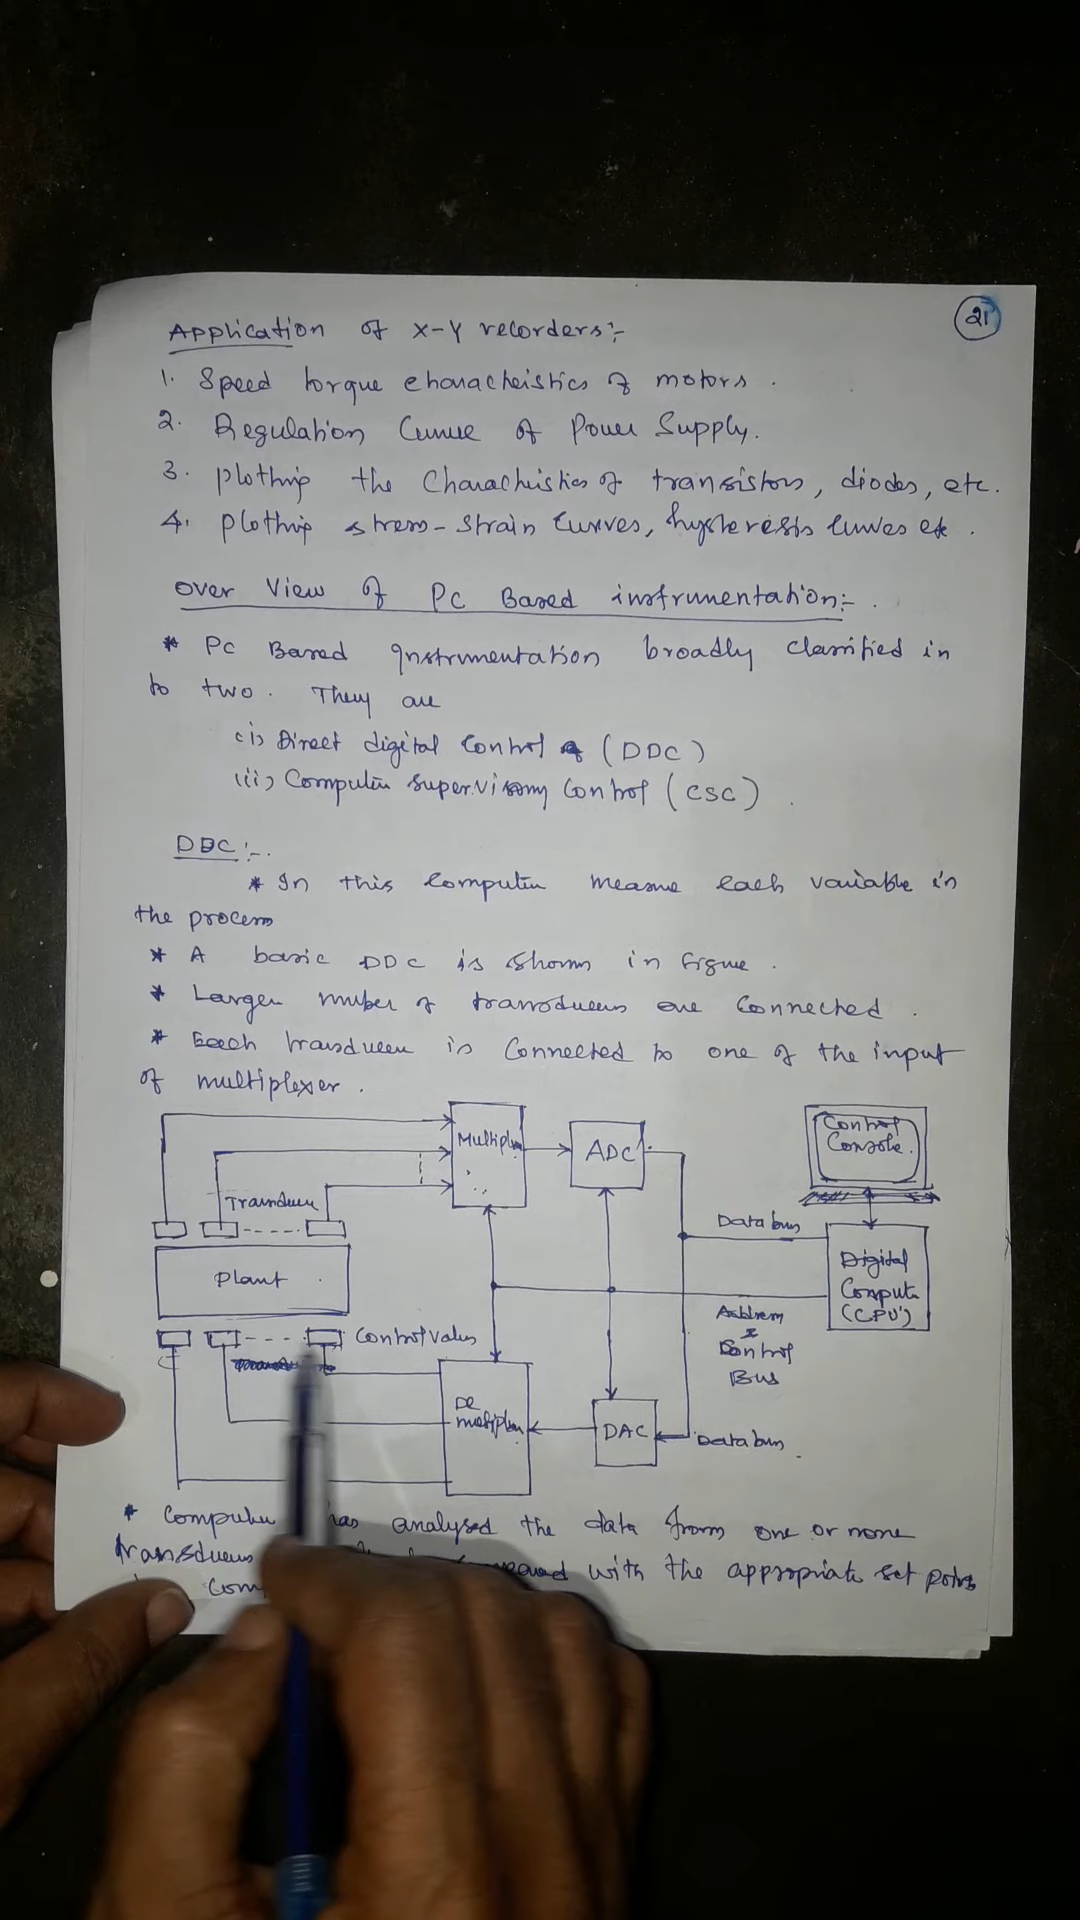 21
Application of X-Y recorders:-
1. Speed torque characteristics of motors.
2. Regulation Curve of Power Supply.
3. plotting the characteristics of transistors, diodes, etc.
4. plotting stress-strain curves, hysteresis curves etc.
Over View of PC Based instrumentation:-
* PC Based instrumentation broadly classified in
to two. They are
(i) Direct digital Control (DDC)
(ii) Computer supervisory Control (CSC)
DDC:-
* In this computer measure each variable in
the process
* A basic DDC is shown in figure.
* Larger number of transducers are connected.
* Each transducer is connected to one of the input
of multiplexer.
Control
Console.
Multiplexer
ADC
Transducer
Data bus
Plant
Digital
Computer
(CPU)
Address
&
Control
Bus
Control valves
De
multiplexer
DAC
Data bus
* Computer has analysed the data from one or more
transducers with the appropriate set points